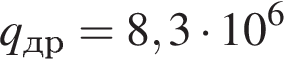 q_др = 8,3 · 10^6